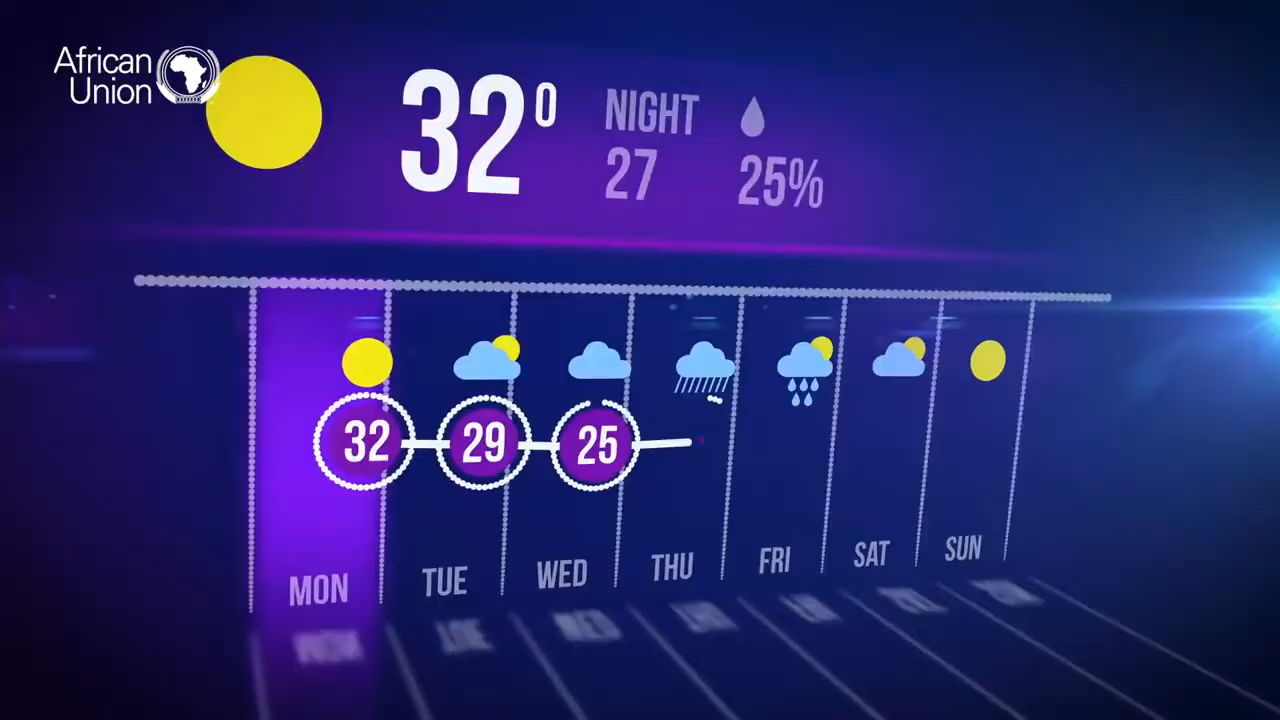 African
Union
32°
NIGHT
27
25%
32
29
25
MON
TUE
WED
THU
FRI
SAT
SUN